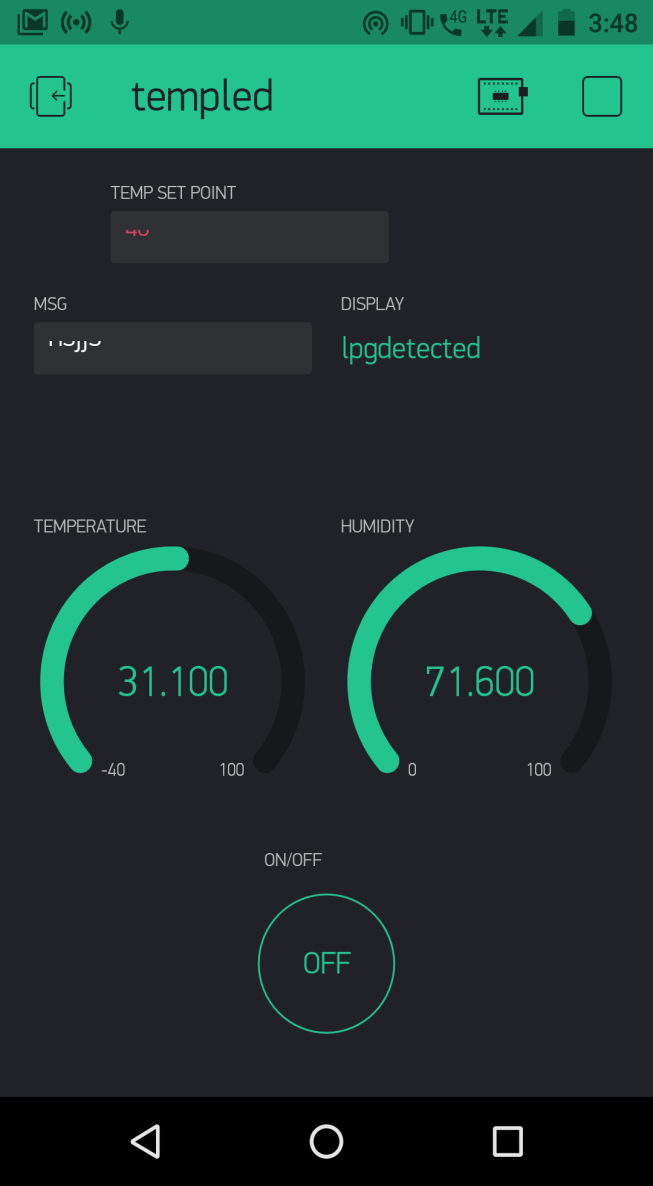 4G LTE 3:48
templed
TEMP SET POINT
MSG DISPLAY
lpgdetected
TEMPERATURE HUMIDITY
31.100 71.600
-40 100 0 100
ON/OFF
OFF